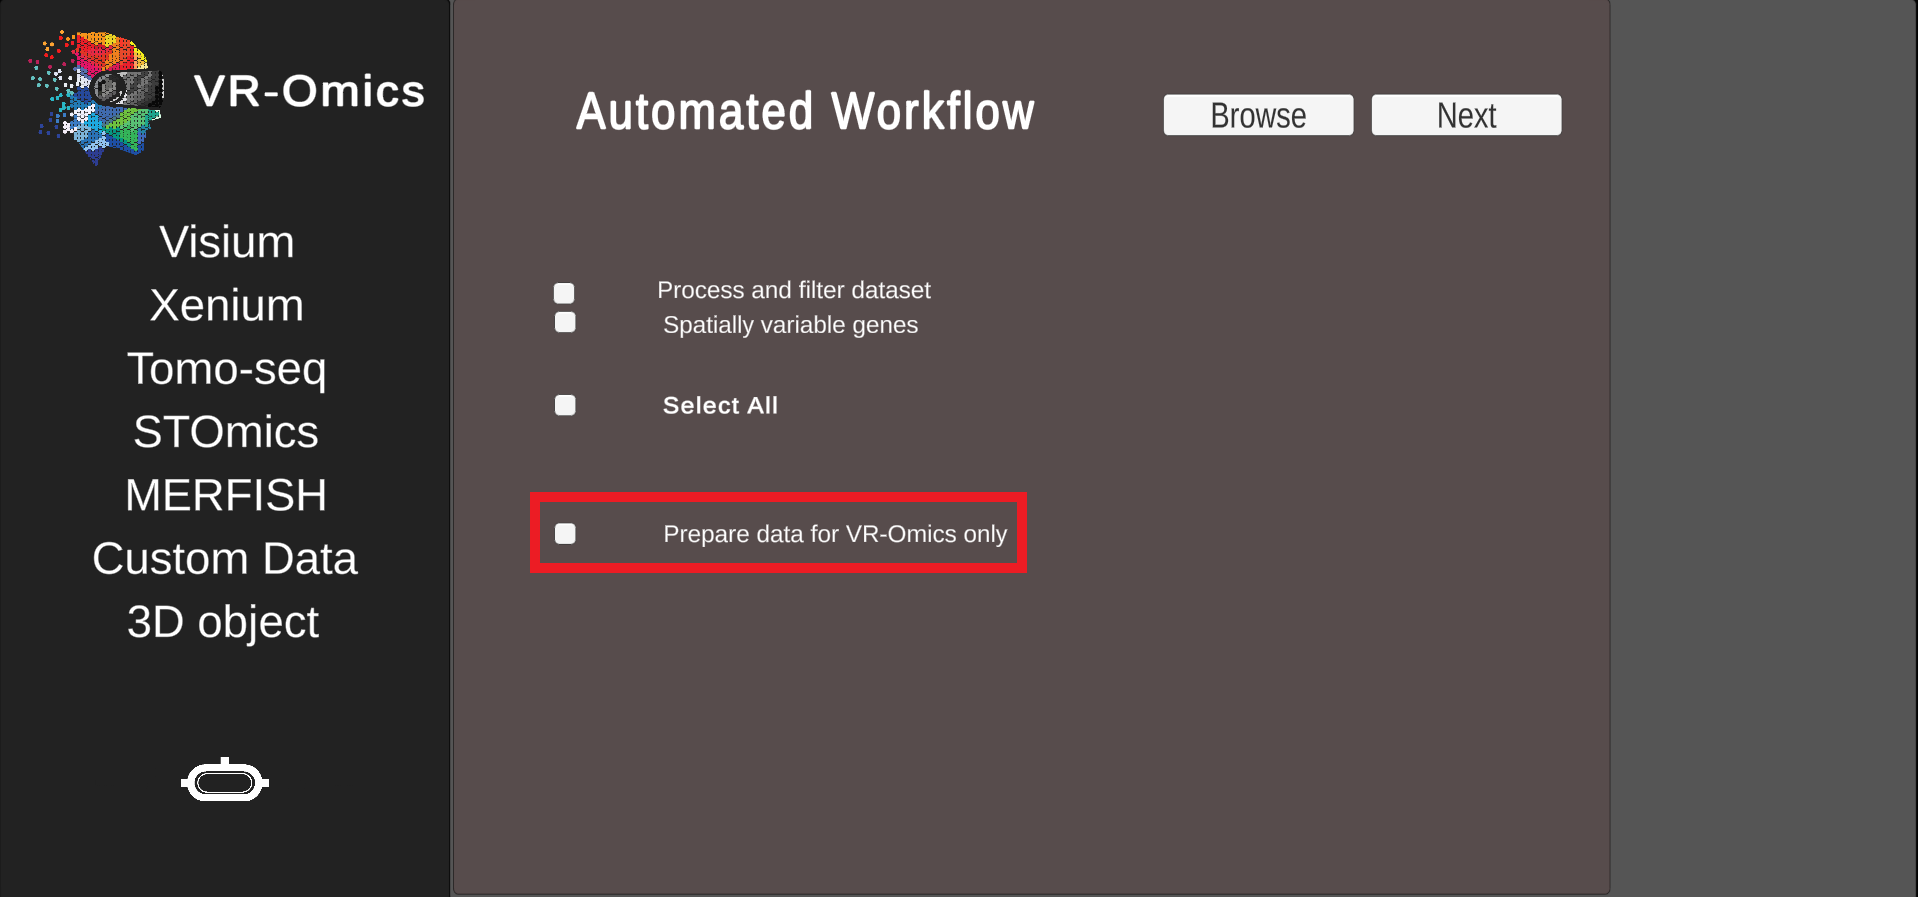 VR-Omics
Visium
Xenium
Tomo-seq
STOmics
MERFISH
Custom Data
3D object
Automated Workflow
Browse
Next
Process and filter dataset
Spatially variable genes
Select All
Prepare data for VR-Omics only